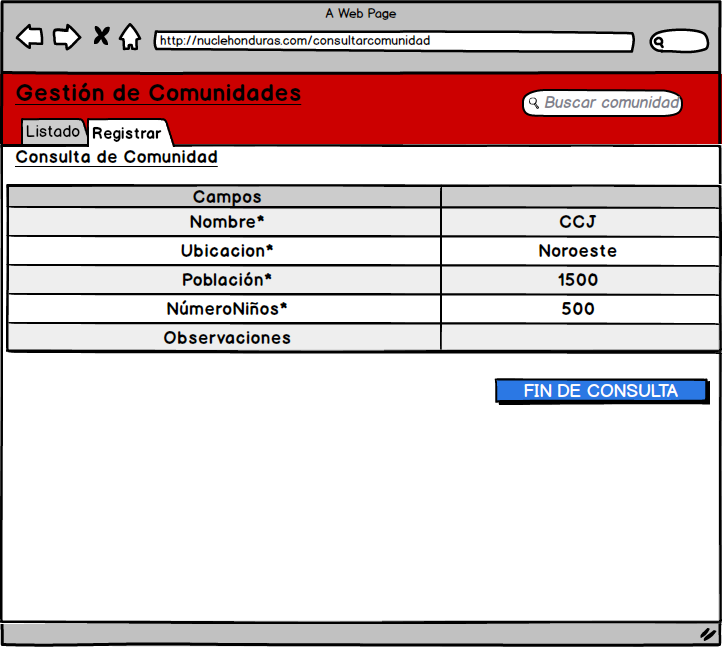 A Web Page
http://nuclehonduras.com/consultarcomunidad
Gestión de Comunidades
Buscar comunidad
Listado Registrar
Consulta de Comunidad
Campos
Nombre* CCJ
Ubicacion* Noroeste
Población* 1500
NúmeroNiños* 500
Observaciones
FIN DE CONSULTA